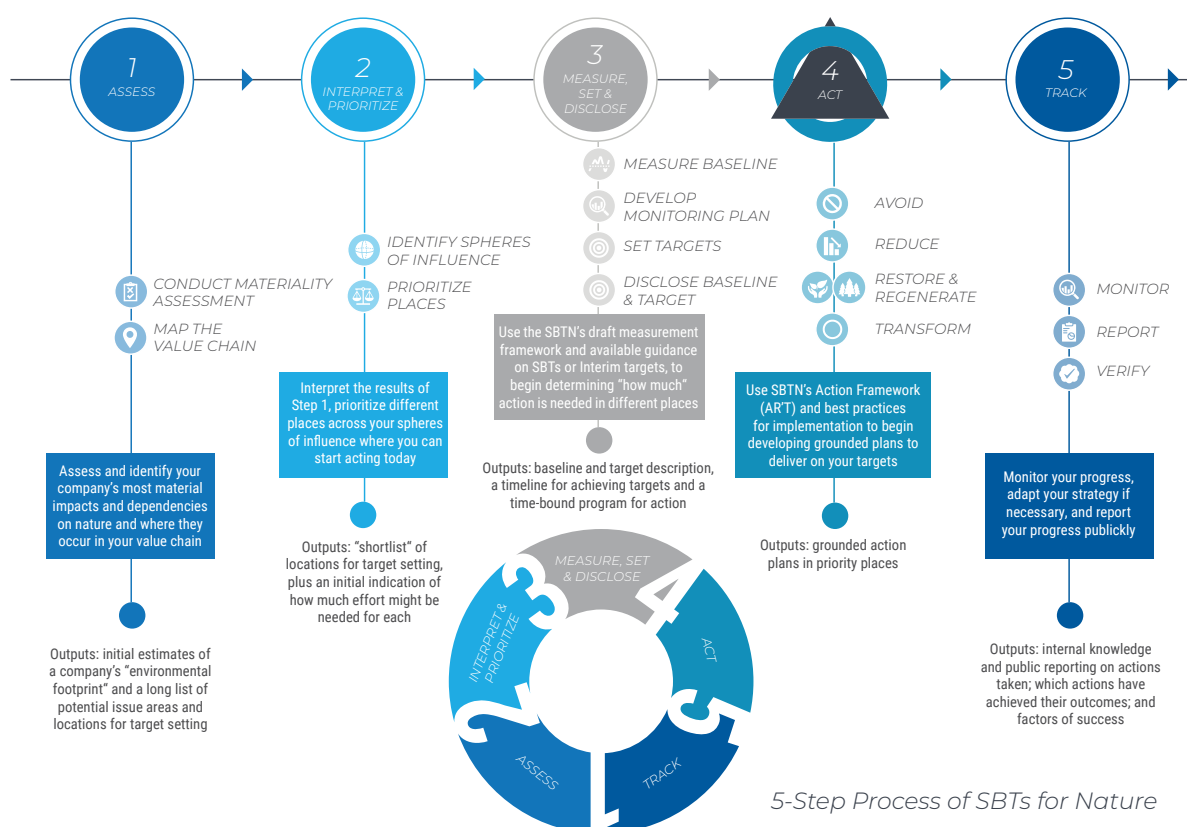 1
ASSESS
CONDUCT MATERIALITY
ASSESSMENT
MAP THE
VALUE CHAIN
Assess and identify your
company's most material
impacts and dependencies
on nature and where they
occur in your value chain
Outputs: initial estimates of
a company's "environmental
footprint" and a long list of
potential issue areas and
locations for target setting
2
INTERPRET &
PRIORITIZE
IDENTIFY SPHERES
OF INFLUENCE
PRIORITIZE
PLACES
Interpret the results of
Step 1, prioritize different
places across your spheres
of influence where you can
start acting today
Outputs: "shortlist" of
locations for target setting,
plus an initial indication of
how much effort might be
needed for each
3
MEASURE,
SET &
DISCLOSE
MEASURE BASELINE
DEVELOP
MONITORING PLAN
SET TARGETS
DISCLOSE BASELINE
& TARGET
Use the SBTN's draft measurement
framework and available guidance
on SBTs or Interim targets, to
begin determining "how much"
action is needed in different places
Outputs: baseline and target description,
a timeline for achieving targets and a
time-bound program for action
4
ACT
AVOID
REDUCE
RESTORE &
REGENERATE
TRANSFORM
Use SBTN's Action Framework
(AR³T) and best practices
for implementation to begin
developing grounded plans to
deliver on your targets
Outputs: grounded action
plans in priority places
5
TRACK
MONITOR
REPORT
VERIFY
Monitor your progress,
adapt your strategy if
necessary, and report
your progress publicly
Outputs: internal knowledge
and public reporting on actions
taken; which actions have
achieved their outcomes; and
factors of success
1
ASSESS
2
INTERPRET &
PRIORITIZE
3
MEASURE, SET
& DISCLOSE
4
ACT
5
TRACK
5-Step Process of SBTs for Nature